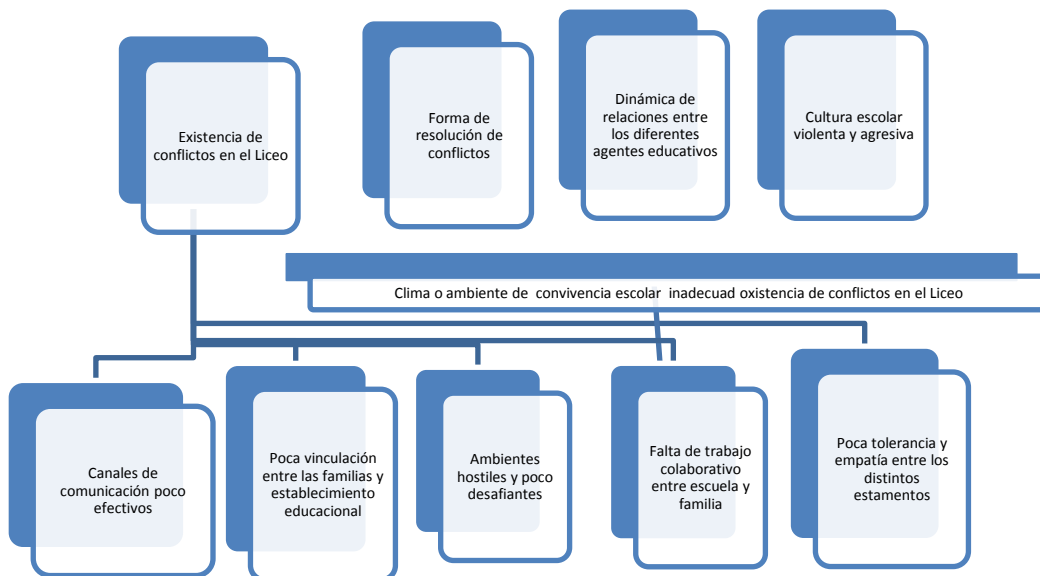 Existencia de
conflictos en el Liceo
Forma de
resolución de
conflictos
Dinámica de
relaciones entre
los diferentes
agentes educativos
Cultura escolar
violenta y agresiva
Clima o ambiente de convivencia escolar inadecuad oxistencia de conflictos en el Liceo
Canales de
comunicación poco
efectivos
Poca vinculación
entre las familias y
establecimiento
educacional
Ambientes
hostiles y poco
desafiantes
Falta de trabajo
colaborativo
entre escuela y
familia
Poca tolerancia y
empatía entre los
distintos
estamentos